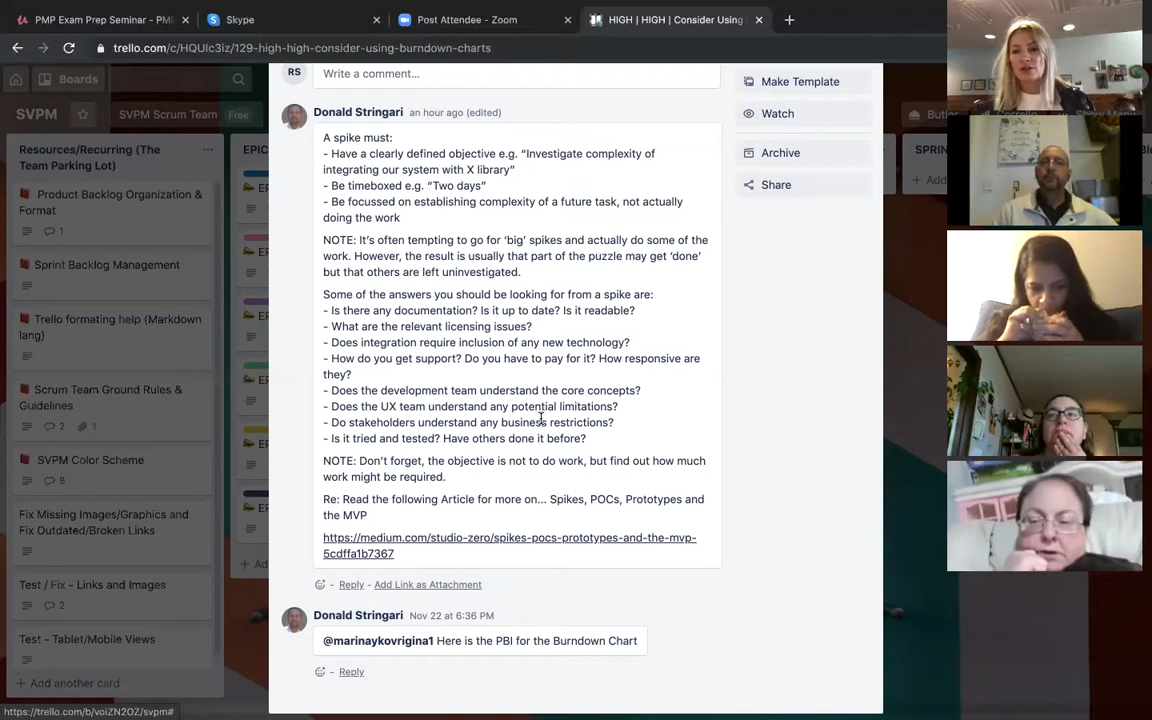 PMP Exam Prep Seminar - PM
Skype
Post Attendee - Zoom
HIGH | HIGH | Consider Using
trello.com/c/HQUlc3iz/129-high-high-consider-using-burndown-charts
Boards
SVPM
SVPM Scrum Team
Free
Butler
Show Menu
Resources/Recurring (The
Team Parking Lot)
Product Backlog Organization &
Format
1
Sprint Backlog Management
Trello formating help (Markdown
lang)
Scrum Team Ground Rules &
Guidelines
2
1
SVPM Color Scheme
8
Fix Missing Images/Graphics and
Fix Outdated/Broken Links
Test / Fix - Links and Images
2
Test - Tablet/Mobile Views
+ Add another card
https://trello.com/b/voiZN2OZ/svpm#
EPIC
+ Ad
RS
Write a comment…
Donald Stringari an hour ago (edited)
A spike must:
- Have a clearly defined objective e.g. “Investigate complexity of
integrating our system with X library”
- Be timeboxed e.g. “Two days”
- Be focussed on establishing complexity of a future task, not actually
doing the work
NOTE: It’s often tempting to go for ‘big’ spikes and actually do some of the
work. However, the result is usually that part of the puzzle may get ‘done’
but that others are left uninvestigated.
Some of the answers you should be looking for from a spike are:
- Is there any documentation? Is it up to date? Is it readable?
- What are the relevant licensing issues?
- Does integration require inclusion of any new technology?
- How do you get support? Do you have to pay for it? How responsive are
they?
- Does the development team understand the core concepts?
- Does the UX team understand any potential limitations?
- Do stakeholders understand any business restrictions?
- Is it tried and tested? Have others done it before?
NOTE: Don’t forget, the objective is not to do work, but find out how much
work might be required.
Re: Read the following Article for more on... Spikes, POCs, Prototypes and
the MVP
https://medium.com/studio-zero/spikes-pocs-prototypes-and-the-mvp-
5cdffa1b7367
- Reply - Add Link as Attachment
Donald Stringari Nov 22 at 6:36 PM
@marinaykovrigina1 Here is the PBI for the Burndown Chart
- Reply
Make Template
Watch
Archive
Share
SPRIN
+ Add